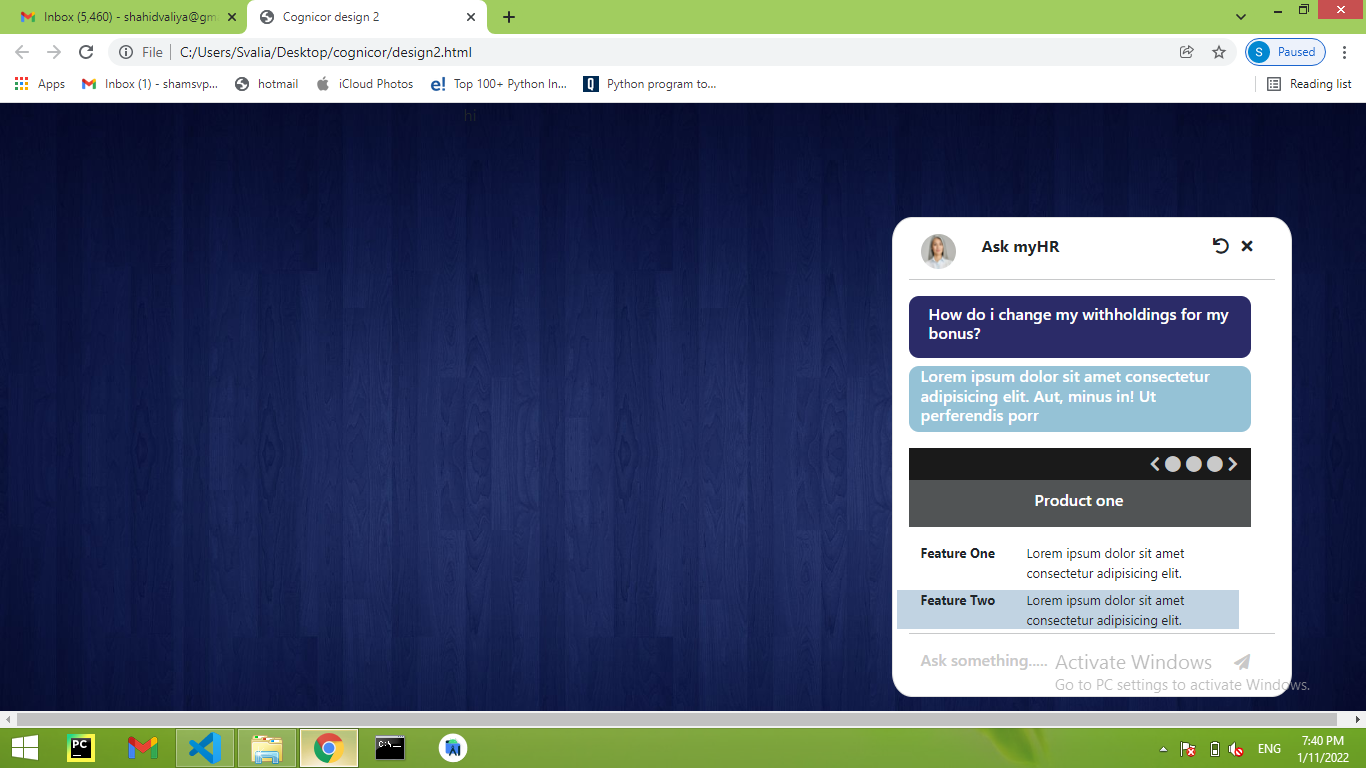 Inbox (5,460) - shahidvaliya@gm
Cognicor design 2
File
C:/Users/Svalia/Desktop/cognicor/design2.html
S
Paused
Apps
Inbox (1) - shamsvp...
hotmail
iCloud Photos
e!
Top 100+ Python In...
Q
Python program to...
Reading list
hi
Ask myHR
How do i change my withholdings for my
bonus?
Lorem ipsum dolor sit amet consectetur
adipisicing elit. Aut, minus in! Ut
perferendis porr
Product one
Feature One
Lorem ipsum dolor sit amet
consectetur adipisicing elit.
Feature Two
Lorem ipsum dolor sit amet
consectetur adipisicing elit.
Ask something.....
Activate Windows
Go to PC settings to activate Windows.
PC
ENG
7:40 PM
1/11/2022